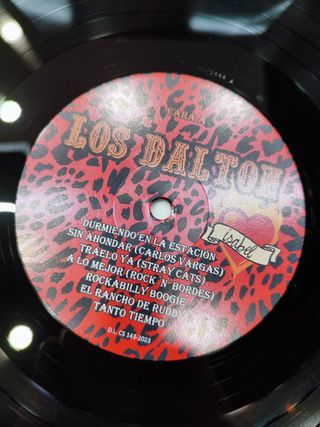 CARA A
LOS DALTON
isabel
DURMIENDO EN LA ESTACION
SIN AHONDAR (CARLOS VARGAS)
TRAELO YA (STRAY CATS)
A LO MEJOR (ROCK´N´BORDES)
ROCKABILLY BOOGIE
EL RANCHO DE RUDDY
TANTO TIEMPO
D.L. CS 143-2023